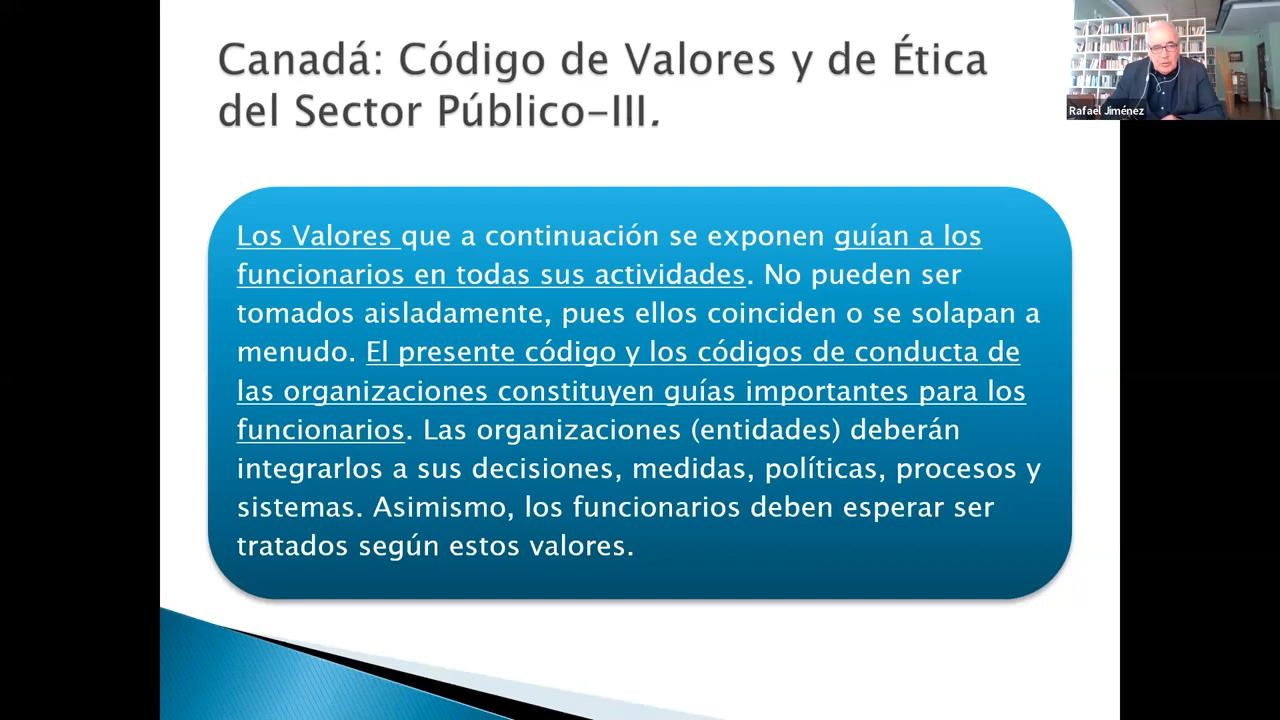 Canadá: Código de Valores y de Ética
del Sector Público-III.
Rafael Jiménez
Los Valores que a continuación se exponen guían a los
funcionarios en todas sus actividades. No pueden ser
tomados aisladamente, pues ellos coinciden o se solapan a
menudo. El presente código y los códigos de conducta de
las organizaciones constituyen guías importantes para los
funcionarios. Las organizaciones (entidades) deberán
integrarlos a sus decisiones, medidas, políticas, procesos y
sistemas. Asimismo, los funcionarios deben esperar ser
tratados según estos valores.